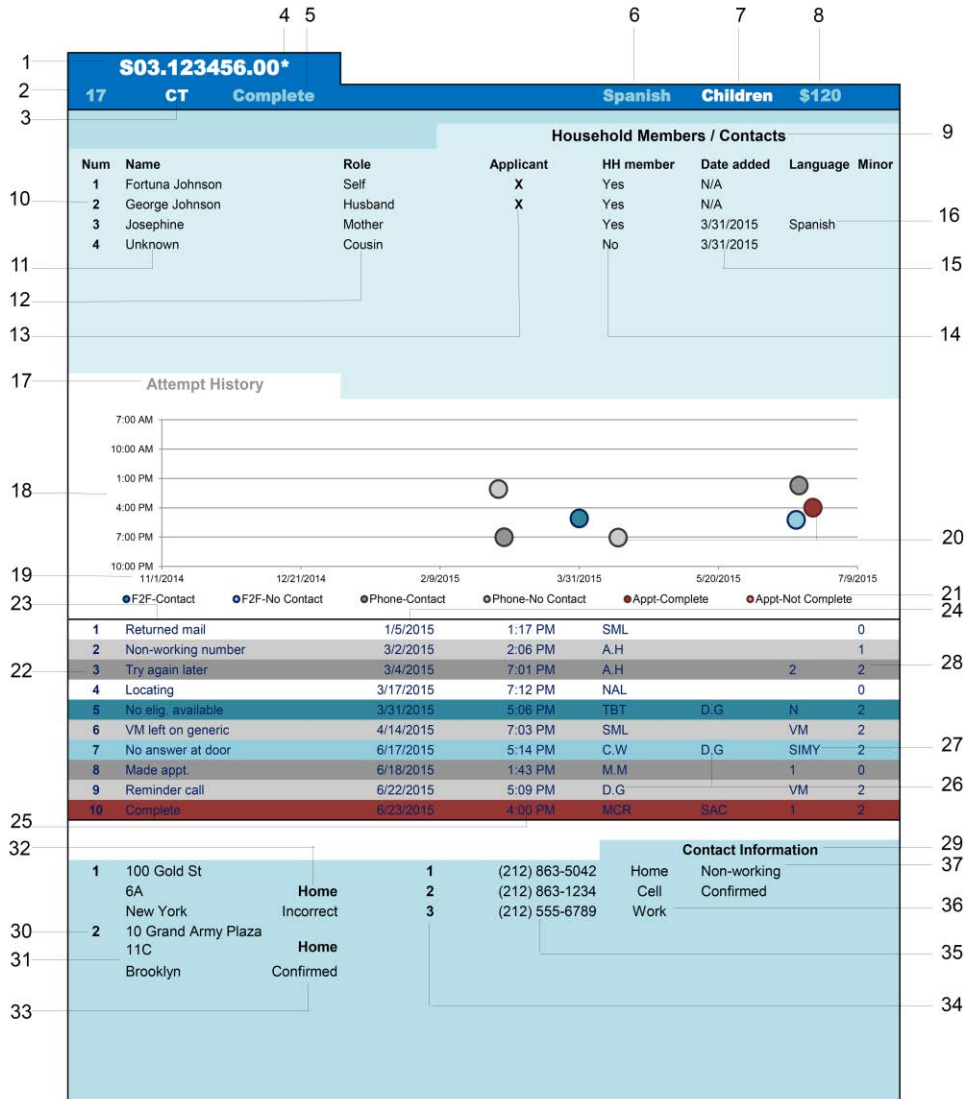 4 5 6 7 8
1 S03.123456.00*
2 17 CT Complete Spanish Children $120
3
Household Members / Contacts 9
Num Name Role Applicant HH member Date added Language Minor
1 Fortuna Johnson Self X Yes N/A
10 2 George Johnson Husband X Yes N/A
3 Josephine Mother Yes 3/31/2015 Spanish 16
4 Unknown Cousin No 3/31/2015
11 15
12
13 14
17 Attempt History
7:00 AM
10:00 AM
1:00 PM
18
4:00 PM
7:00 PM 20
10:00 PM
19 11/1/2014 12/21/2014 2/9/2015 3/31/2015 5/20/2015 7/9/2015
F2F-Contact F2F-No Contact Phone-Contact Phone-No Contact Appt-Complete Appt-Not Complete 21
23 24
1 Returned mail 1/5/2015 1:17 PM SML 0
2 Non-working number 3/2/2015 2:06 PM A.H 1
22 3 Try again later 3/4/2015 7:01 PM A.H 2 2 28
4 Locating 3/17/2015 7:12 PM NAL 0
5 No elig. available 3/31/2015 5:06 PM TBT D.G N 2
6 VM left on generic 4/14/2015 7:03 PM SML VM 2
7 No answer at door 6/17/2015 5:14 PM C.W D.G SIMY 2 27
8 Made appt. 6/18/2015 1:43 PM M.M 1 0
9 Reminder call 6/22/2015 5:09 PM D.G VM 2 26
10 Complete 6/23/2015 4:00 PM MCR SAC 1 2
25
32 Contact Information 29
1 100 Gold St 1 (212) 863-5042 Home Non-working 37
6A Home 2 (212) 863-1234 Cell Confirmed
New York Incorrect 3 (212) 555-6789 Work 36
30 2 10 Grand Army Plaza
11C Home 35
31
Brooklyn Confirmed
33 34